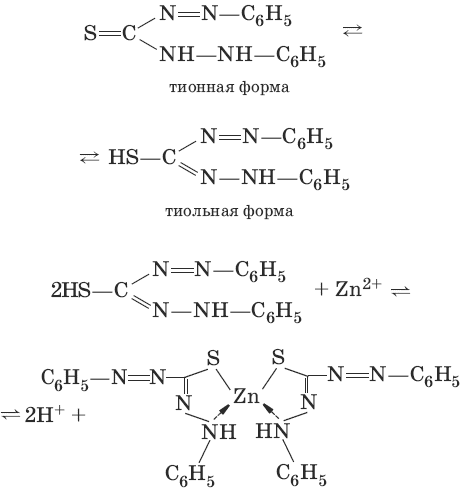 N=N—C₆H₅
S=C ⇄
NH—NH—C₆H₅
тионная форма
N=N—C₆H₅
⇄ HS—C
N—NH—C₆H₅
тиольная форма
N=N—C₆H₅
2HS—C + Zn²⁺ ⇌
N—NH—C₆H₅
S S
C₆H₅—N=N N=N—C₆H₅
Zn
N N
⇌ 2H⁺ +
NH HN
C₆H₅ C₆H₅